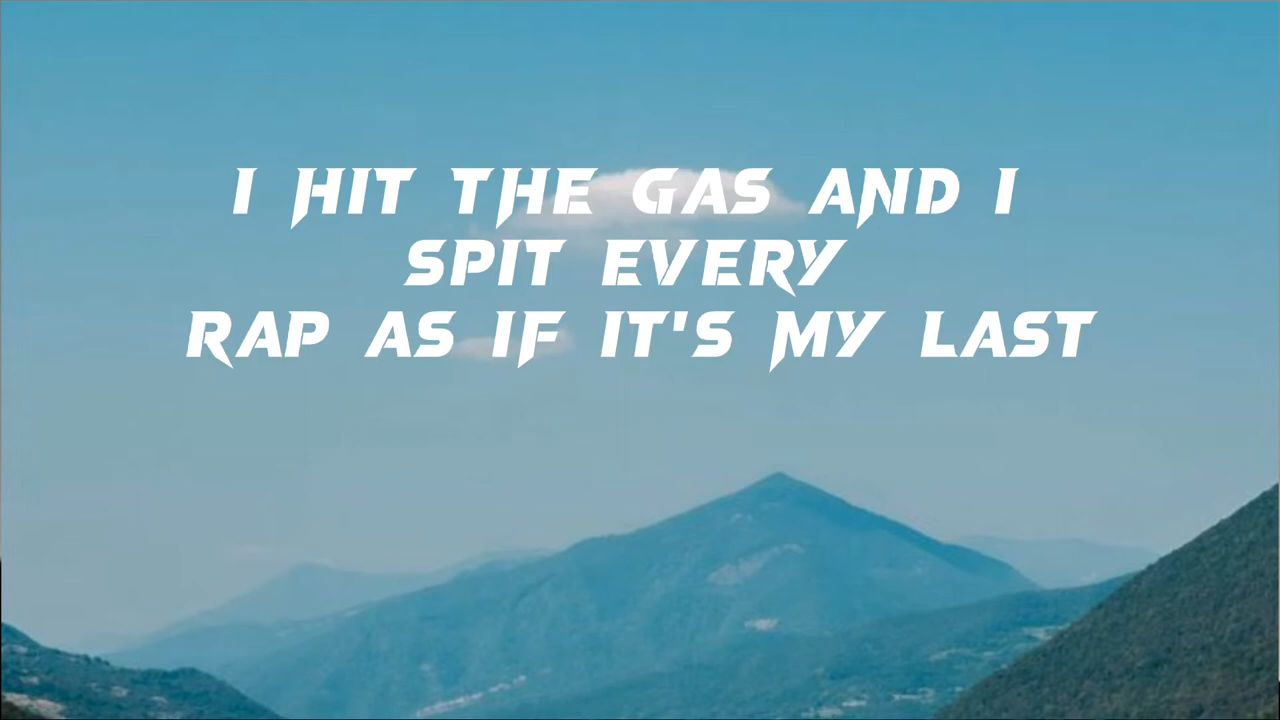 I HIT THE GAS AND I
SPIT EVERY
RAP AS IF IT'S MY LAST